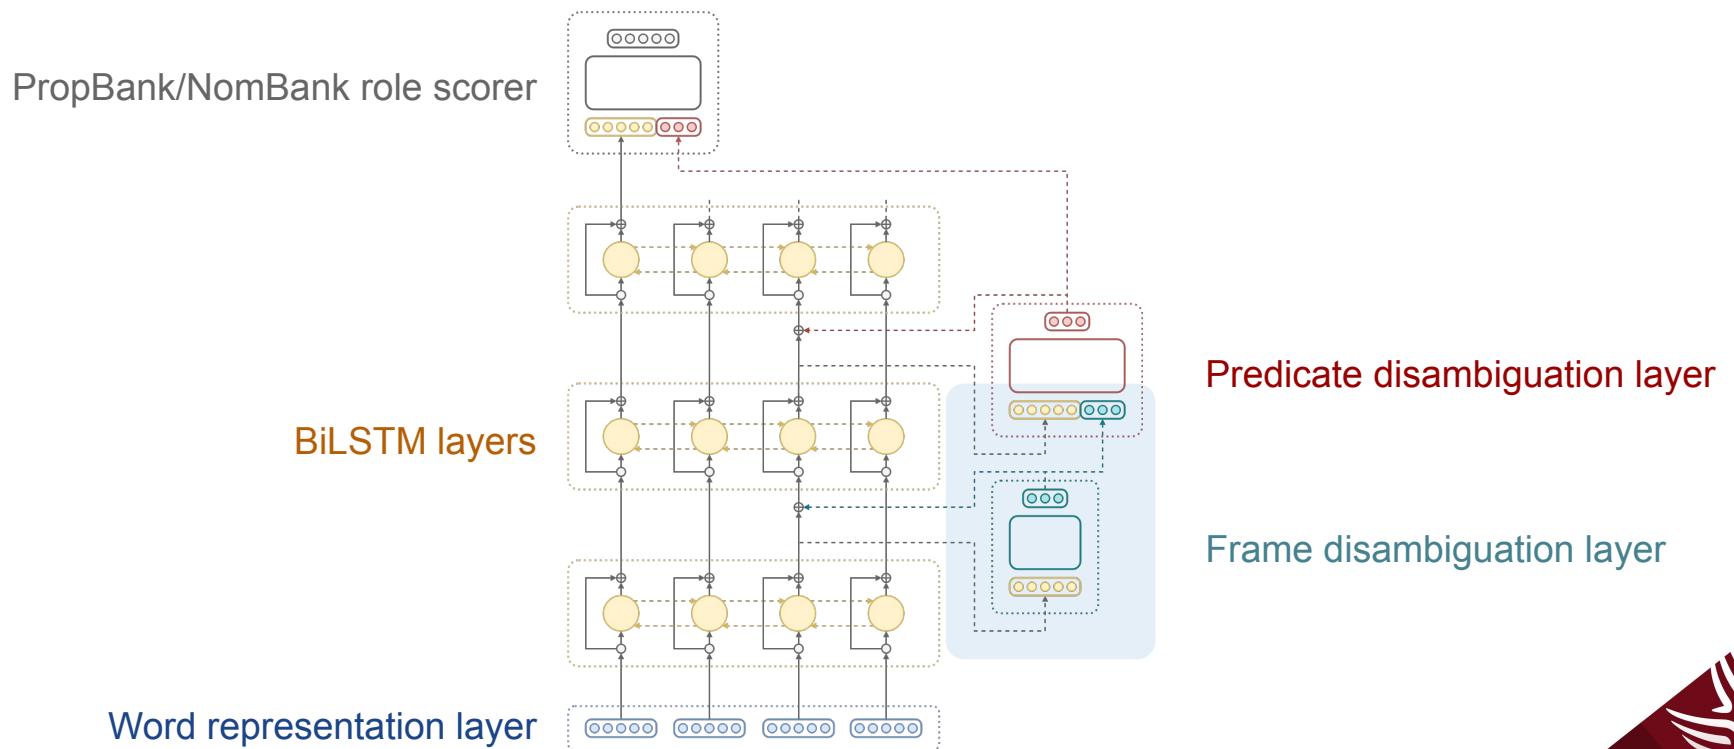 PropBank/NomBank role scorer
Predicate disambiguation layer
BiLSTM layers
Frame disambiguation layer
Word representation layer